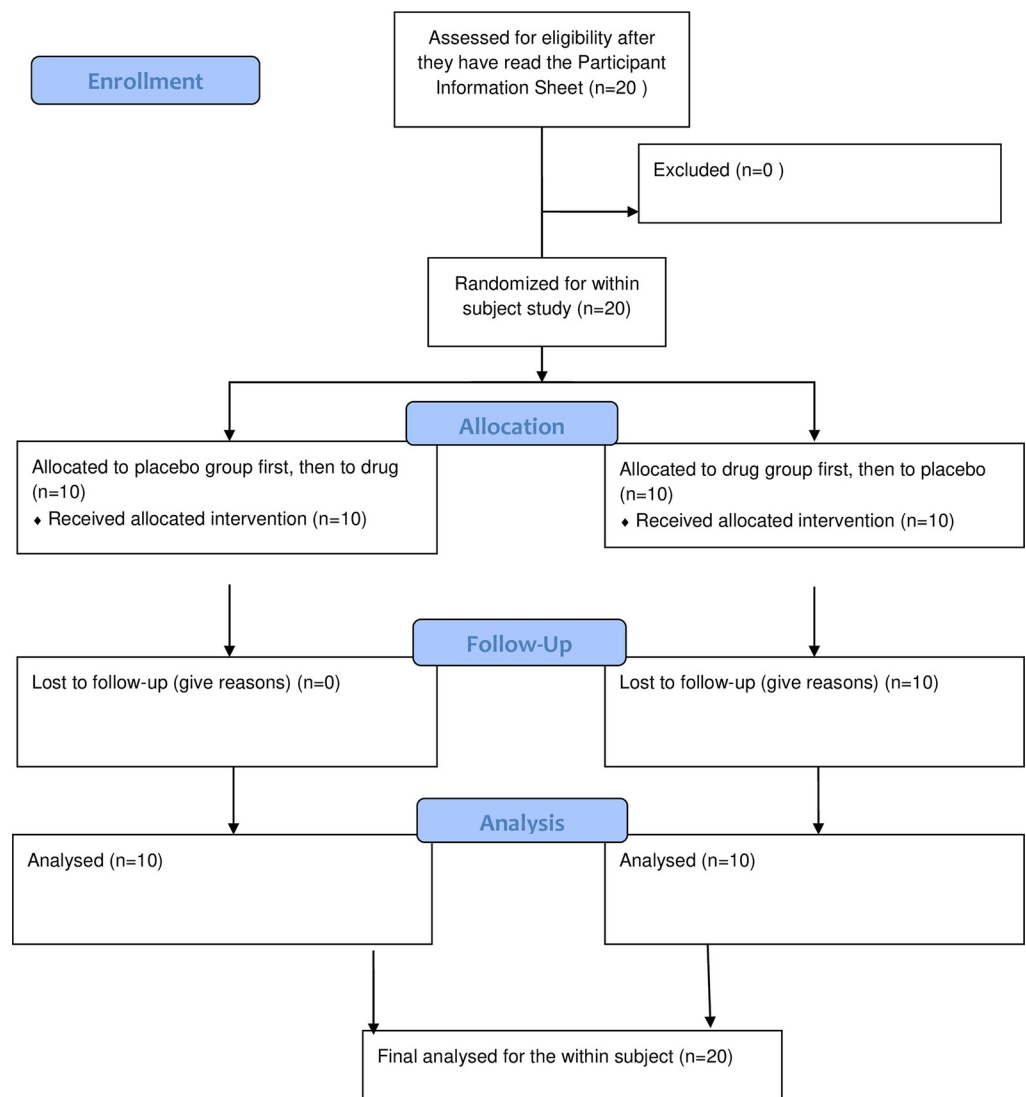 Assessed for eligibility after
they have read the Participant
Information Sheet (n=20 )
Enrollment
Excluded (n=0 )
Randomized for within
subject study (n=20)
Allocation
Allocated to placebo group first, then to drug
(n=10)
♦ Received allocated intervention (n=10)
Allocated to drug group first, then to placebo
(n=10)
♦ Received allocated intervention (n=10)
Follow-Up
Lost to follow-up (give reasons) (n=0)
Lost to follow-up (give reasons) (n=10)
Analysis
Analysed (n=10)
Analysed (n=10)
Final analysed for the within subject (n=20)